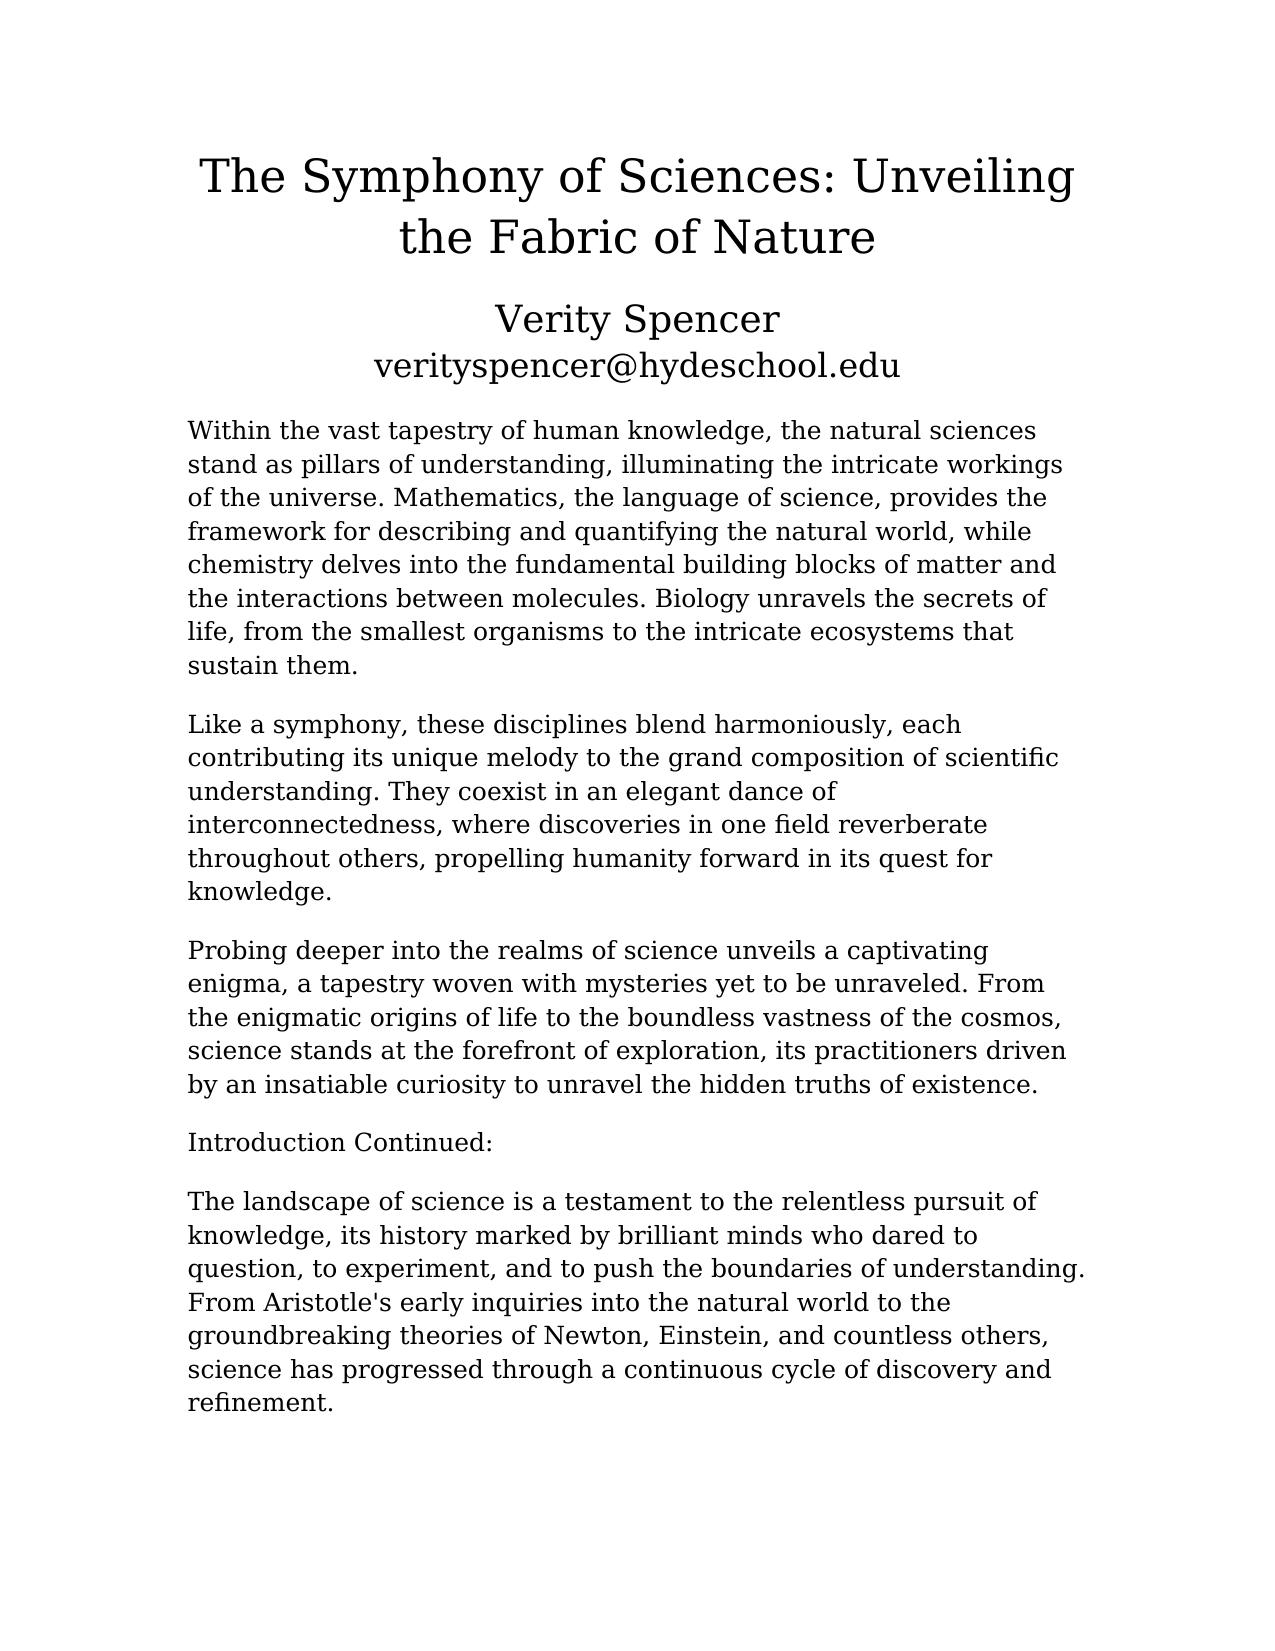 The Symphony of Sciences: Unveiling
the Fabric of Nature
Verity Spencer
verityspencer@hydeschool.edu
Within the vast tapestry of human knowledge, the natural sciences
stand as pillars of understanding, illuminating the intricate workings
of the universe. Mathematics, the language of science, provides the
framework for describing and quantifying the natural world, while
chemistry delves into the fundamental building blocks of matter and
the interactions between molecules. Biology unravels the secrets of
life, from the smallest organisms to the intricate ecosystems that
sustain them.
Like a symphony, these disciplines blend harmoniously, each
contributing its unique melody to the grand composition of scientific
understanding. They coexist in an elegant dance of
interconnectedness, where discoveries in one field reverberate
throughout others, propelling humanity forward in its quest for
knowledge.
Probing deeper into the realms of science unveils a captivating
enigma, a tapestry woven with mysteries yet to be unraveled. From
the enigmatic origins of life to the boundless vastness of the cosmos,
science stands at the forefront of exploration, its practitioners driven
by an insatiable curiosity to unravel the hidden truths of existence.
Introduction Continued:
The landscape of science is a testament to the relentless pursuit of
knowledge, its history marked by brilliant minds who dared to
question, to experiment, and to push the boundaries of understanding.
From Aristotle's early inquiries into the natural world to the
groundbreaking theories of Newton, Einstein, and countless others,
science has progressed through a continuous cycle of discovery and
refinement.